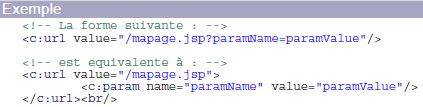 Exemple
<!-- La forme suivante : -->
<c:url value="/mapage.jsp?paramName=paramValue"/>
<!-- est equivalente à : -->
<c:url value="/mapage.jsp">
<c:param name="paramName" value="paramValue"/>
</c:url><br/>